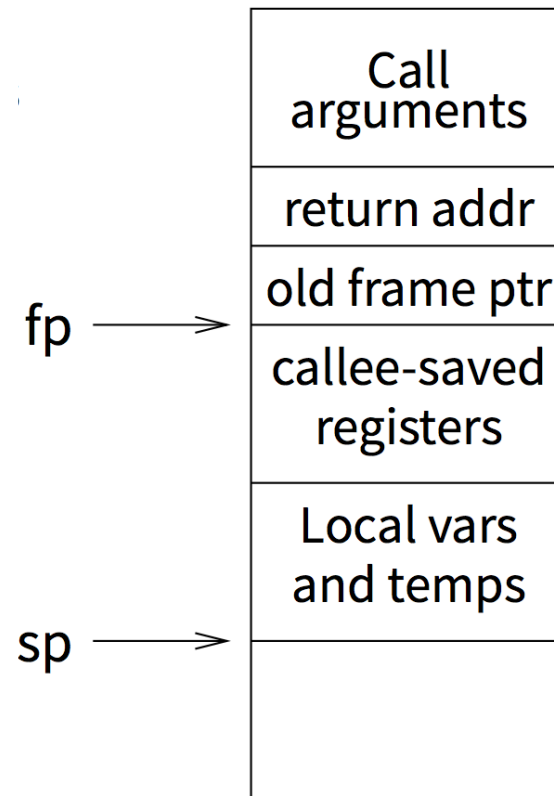 Call
arguments
return addr
old frame ptr
fp
callee-saved
registers
Local vars
and temps
sp